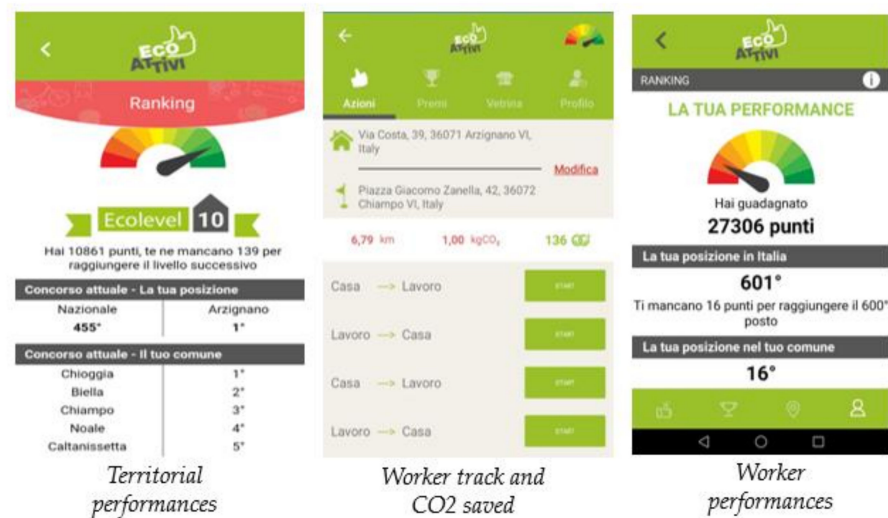 ECO
ATTIVI
Ranking
Ecolevel 10
Hai 10861 punti, te ne mancano 139 per
raggiungere il livello successivo
Concorso attuale - La tua posizione
Nazionale Arzignano
455° 1°
Concorso attuale - Il tuo comune
Chioggia 1°
Biella 2°
Chiampo 3°
Noale 4°
Caltanissetta 5°
Territorial
performances
ECO
ATTIVI
Azioni Premi Vetrina Profilo
Via Costa, 39, 36071 Arzignano VI,
Italy
Modifica
Piazza Giacomo Zanella, 42, 36072
Chiampo VI, Italy
6,79 km 1,00 kgCO₂ 136
Casa --> Lavoro START
Lavoro --> Casa START
Casa --> Lavoro START
Lavoro --> Casa START
Worker track and
CO2 saved
ECO
ATTIVI
RANKING i
LA TUA PERFORMANCE
Hai guadagnato
27306 punti
La tua posizione in Italia
601°
Ti mancano 16 punti per raggiungere il 600°
posto
La tua posizione nel tuo comune
16°
Worker
performances